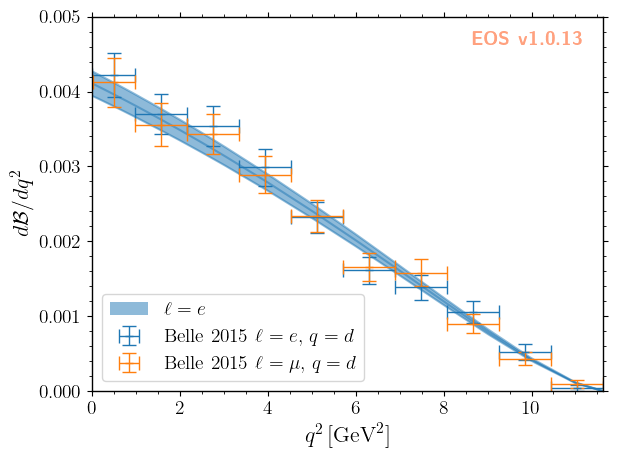 0.005
EOS v1.0.13
0.004
0.003
0.002
0.001
0.000
dℬ/dq²
ℓ = e
Belle 2015 ℓ = e, q = d
Belle 2015 ℓ = μ, q = d
0 2 4 6 8 10
q² [GeV²]